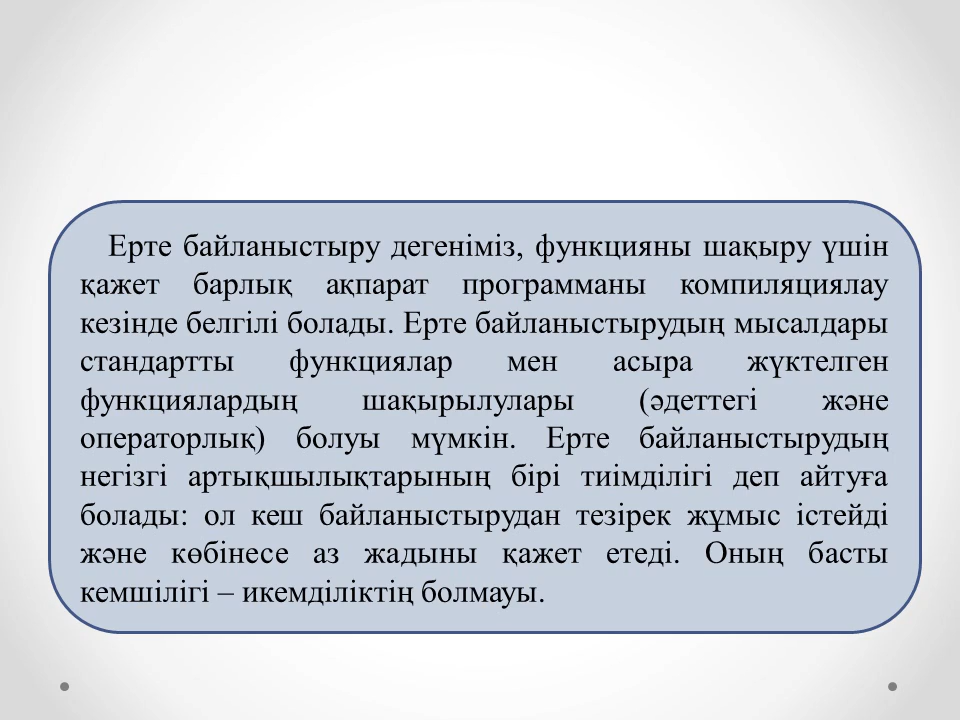 Ерте байланыстыру дегеніміз, функцияны шақыру үшін
қажет барлық ақпарат программаны компиляциялау
кезінде белгілі болады. Ерте байланыстырудың мысалдары
стандартты функциялар мен асыра жүктелген
функциялардың шақырылулары (әдеттегі және
операторлық) болуы мүмкін. Ерте байланыстырудың
негізгі артықшылықтарының бірі тиімділігі деп айтуға
болады: ол кеш байланыстырудан тезірек жұмыс істейді
және көбінесе аз жадыны қажет етеді. Оның басты
кемшілігі – икемділіктің болмауы.